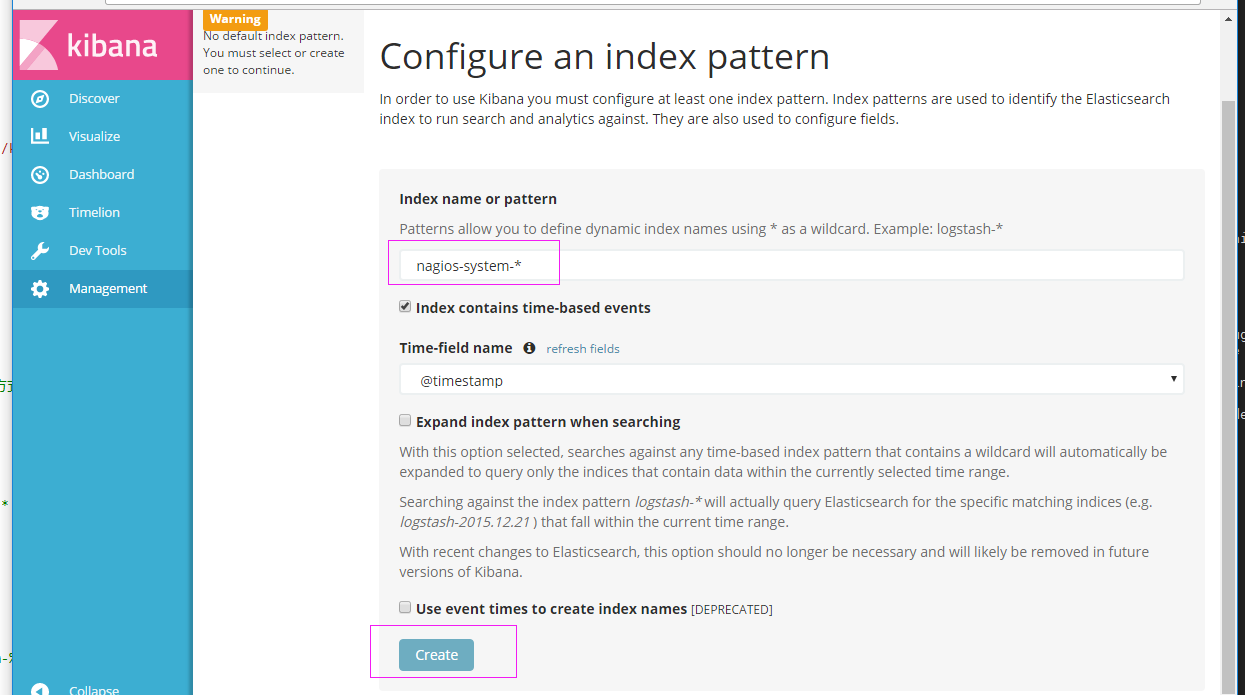 Warning
No default index pattern.
You must select or create
one to continue.
kibana
Discover
Visualize
Dashboard
Timelion
Dev Tools
Management
Collapse
Configure an index pattern
In order to use Kibana you must configure at least one index pattern. Index patterns are used to identify the Elasticsearch
index to run search and analytics against. They are also used to configure fields.
Index name or pattern
Patterns allow you to define dynamic index names using * as a wildcard. Example: logstash-*
nagios-system-*
Index contains time-based events
Time-field name refresh fields
@timestamp
Expand index pattern when searching
With this option selected, searches against any time-based index pattern that contains a wildcard will automatically be
expanded to query only the indices that contain data within the currently selected time range.
Searching against the index pattern logstash-* will actually query Elasticsearch for the specific matching indices (e.g.
logstash-2015.12.21 ) that fall within the current time range.
With recent changes to Elasticsearch, this option should no longer be necessary and will likely be removed in future
versions of Kibana.
Use event times to create index names [DEPRECATED]
Create